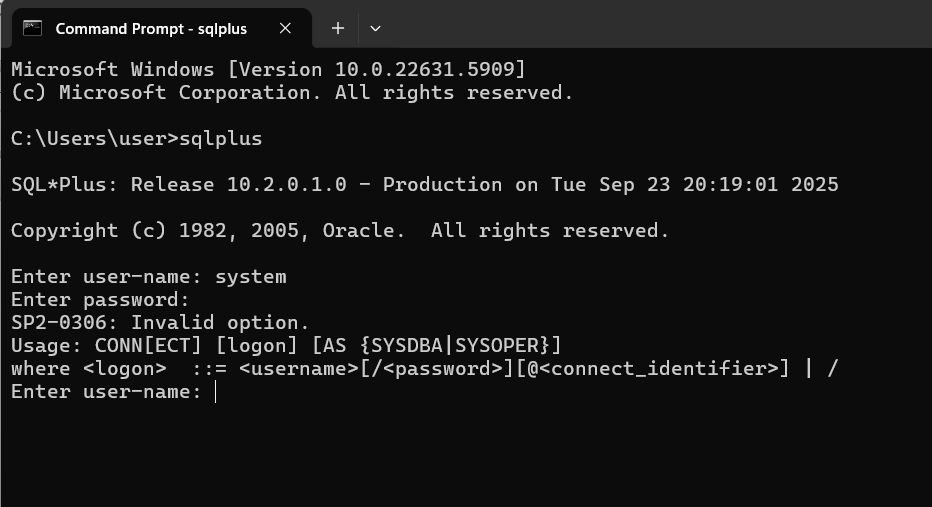 Command Prompt - sqlplus
Microsoft Windows [Version 10.0.22631.5909]
(c) Microsoft Corporation. All rights reserved.
C:\Users\user>sqlplus
SQL*Plus: Release 10.2.0.1.0 - Production on Tue Sep 23 20:19:01 2025
Copyright (c) 1982, 2005, Oracle.  All rights reserved.
Enter user-name: system
Enter password:
SP2-0306: Invalid option.
Usage: CONN[ECT] [logon] [AS {SYSDBA|SYSOPER}]
where <logon>  ::= <username>[/<password>][@<connect_identifier>] | /
Enter user-name: